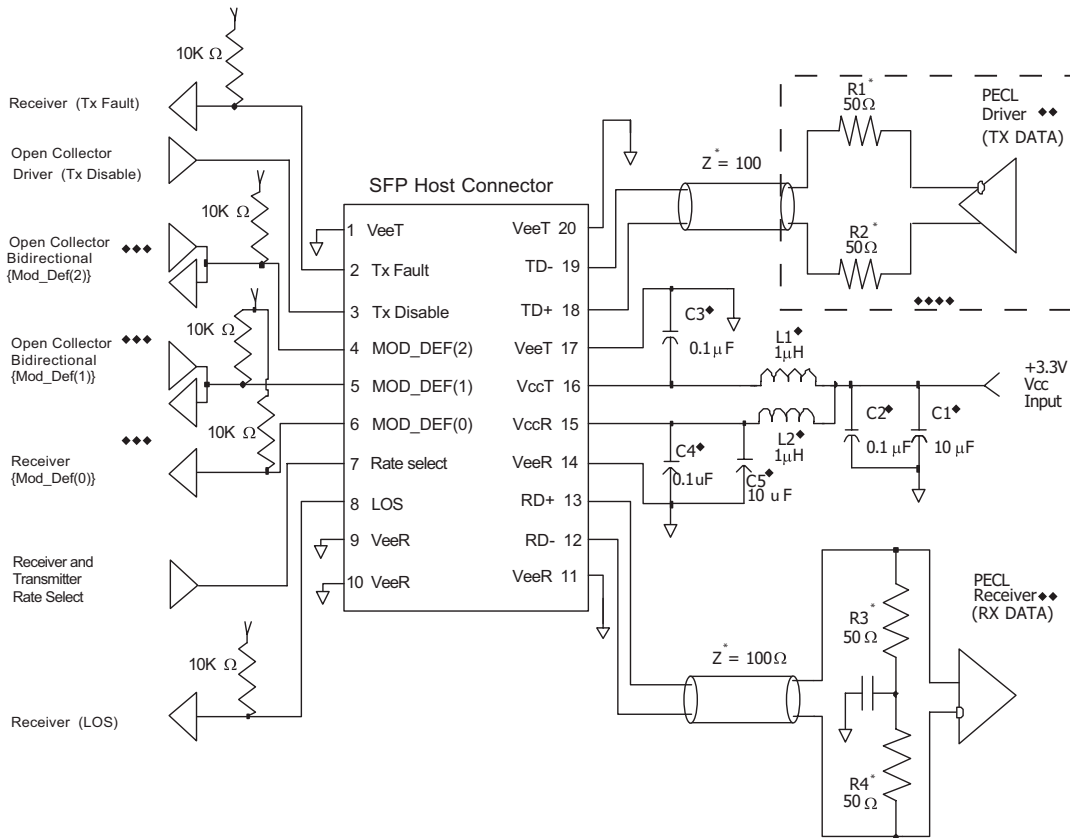 10K Ω
Receiver (Tx Fault)
Open Collector
Driver (Tx Disable)
10K Ω
Open Collector ◆◆◆
Bidirectional
{Mod_Def(2)}
10K Ω
Open Collector ◆◆◆
Bidirectional
{Mod_Def(1)}
10K Ω
◆◆◆
Receiver
{Mod_Def(0)}
Receiver and
Transmitter
Rate Select
10K Ω
Receiver (LOS)
SFP Host Connector
1 VeeT
2 Tx Fault
3 Tx Disable
4 MOD_DEF(2)
5 MOD_DEF(1)
6 MOD_DEF(0)
7 Rate select
8 LOS
9 VeeR
10 VeeR
VeeT 20
TD- 19
TD+ 18
VeeT 17
VccT 16
VccR 15
VeeR 14
RD+ 13
RD- 12
VeeR 11
Z* = 100
R1*
50Ω
R2*
50Ω
PECL
Driver ◆◆
(TX DATA)
◆◆◆◆
C3◆
0.1 µF
L1◆
1µH
L2◆
1µH
C4◆
0.1uF
C5◆
10 uF
C2◆
0.1 µF
C1◆
10 µF
+3.3V
Vcc
Input
Z* = 100Ω
R3*
50 Ω
R4*
50 Ω
PECL
Receiver◆◆
(RX DATA)